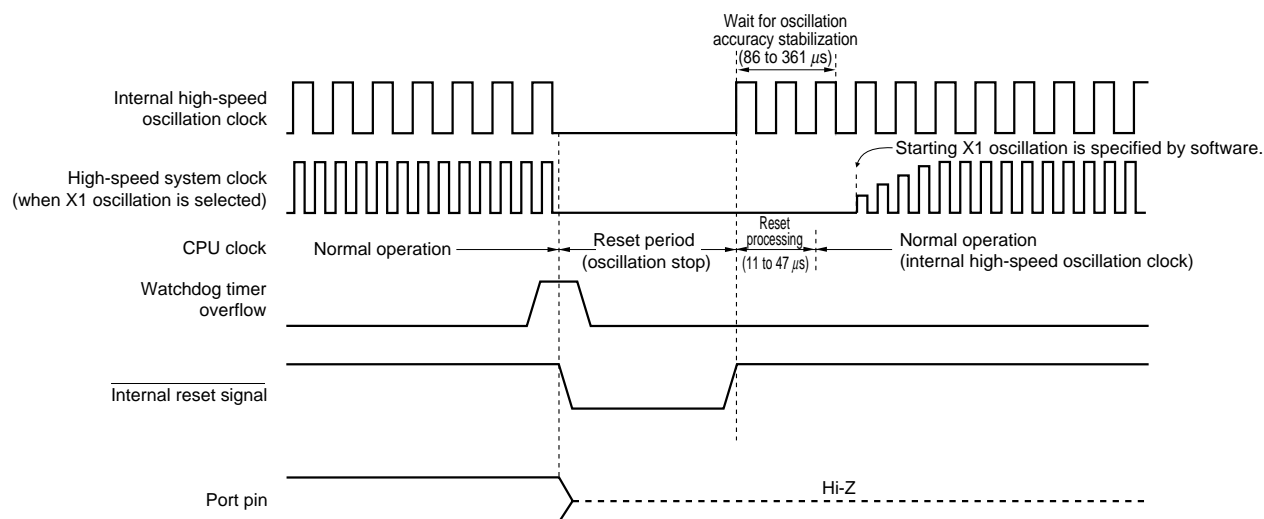 Wait for oscillation
accuracy stabilization
(86 to 361 μs)
Internal high-speed
oscillation clock
Starting X1 oscillation is specified by software.
High-speed system clock
(when X1 oscillation is selected)
CPU clock
Normal operation
Reset period
(oscillation stop)
Reset
processing
(11 to 47 μs)
Normal operation
(internal high-speed oscillation clock)
Watchdog timer
overflow
Internal reset signal
Port pin
Hi-Z